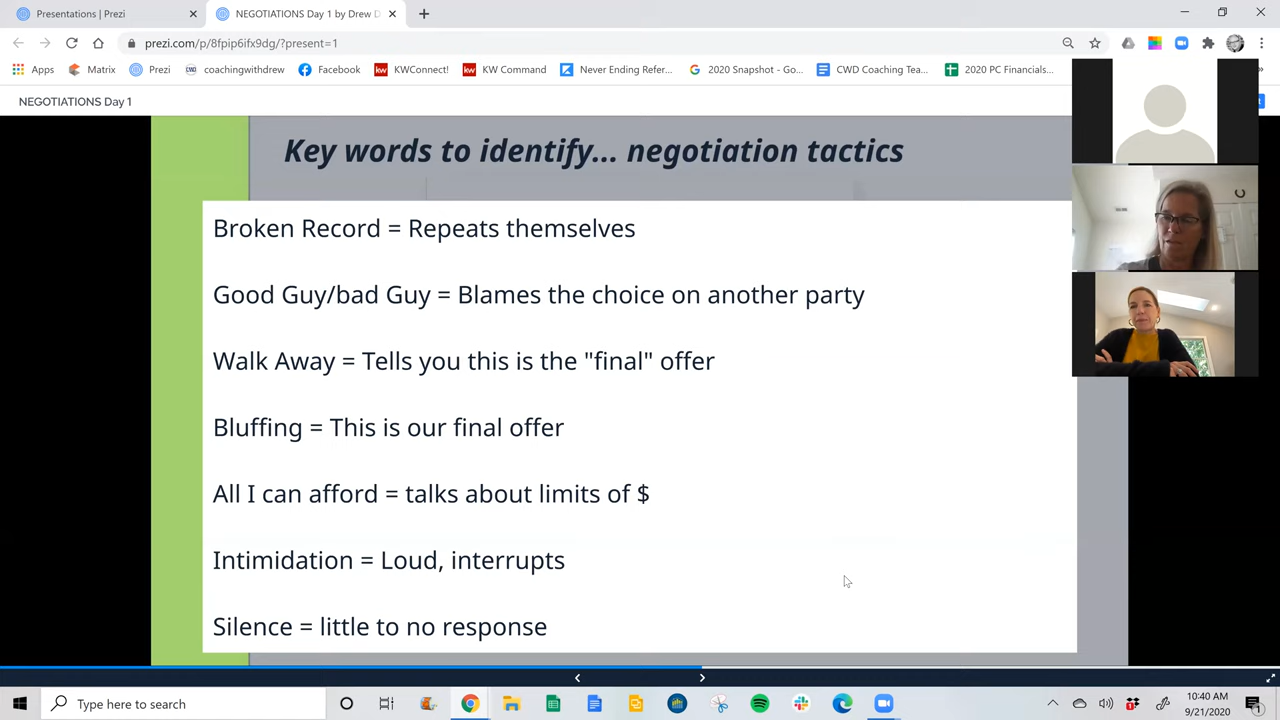 Presentations | Prezi
NEGOTIATIONS Day 1 by Drew D
prezi.com/p/8fpip6ifx9dg/?present=1
Apps Matrix Prezi coachingwithdrew Facebook KWConnect! KW Command Never Ending Refer... 2020 Snapshot - Go... CWD Coaching Tea... 2020 PC Financials... »
NEGOTIATIONS Day 1
Key words to identify... negotiation tactics
Broken Record = Repeats themselves
Good Guy/bad Guy = Blames the choice on another party
Walk Away = Tells you this is the "final" offer
Bluffing = This is our final offer
All I can afford = talks about limits of $
Intimidation = Loud, interrupts
Silence = little to no response
Type here to search
10:40 AM
9/21/2020